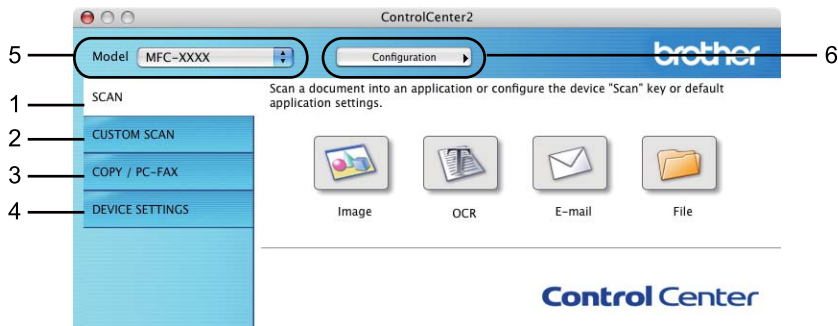 ControlCenter2
5
Model MFC-XXXX
Configuration
brother
6
1
SCAN
Scan a document into an application or configure the device "Scan" key or default
application settings.
2
CUSTOM SCAN
3
COPY / PC-FAX
4
DEVICE SETTINGS
Image
OCR
E-mail
File
Control Center